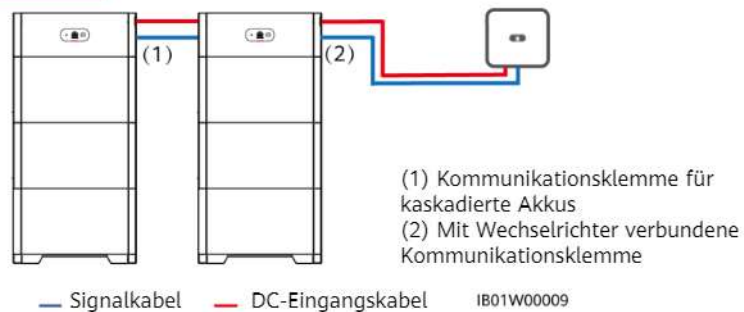 (1)
(2)
(1) Kommunikationsklemme für
kaskadierte Akkus
(2) Mit Wechselrichter verbundene
Kommunikationsklemme
Signalkabel DC-Eingangskabel IB01W00009